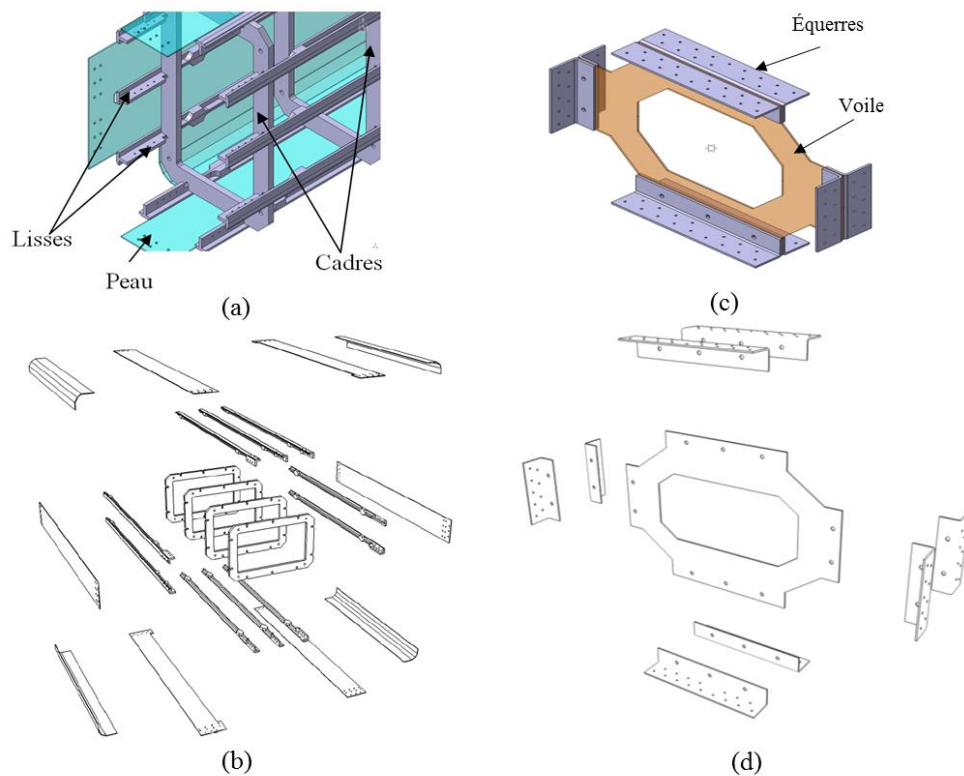 Lisses
Peau
Cadres
(a)
Équerres
Voile
(c)
(b)
(d)